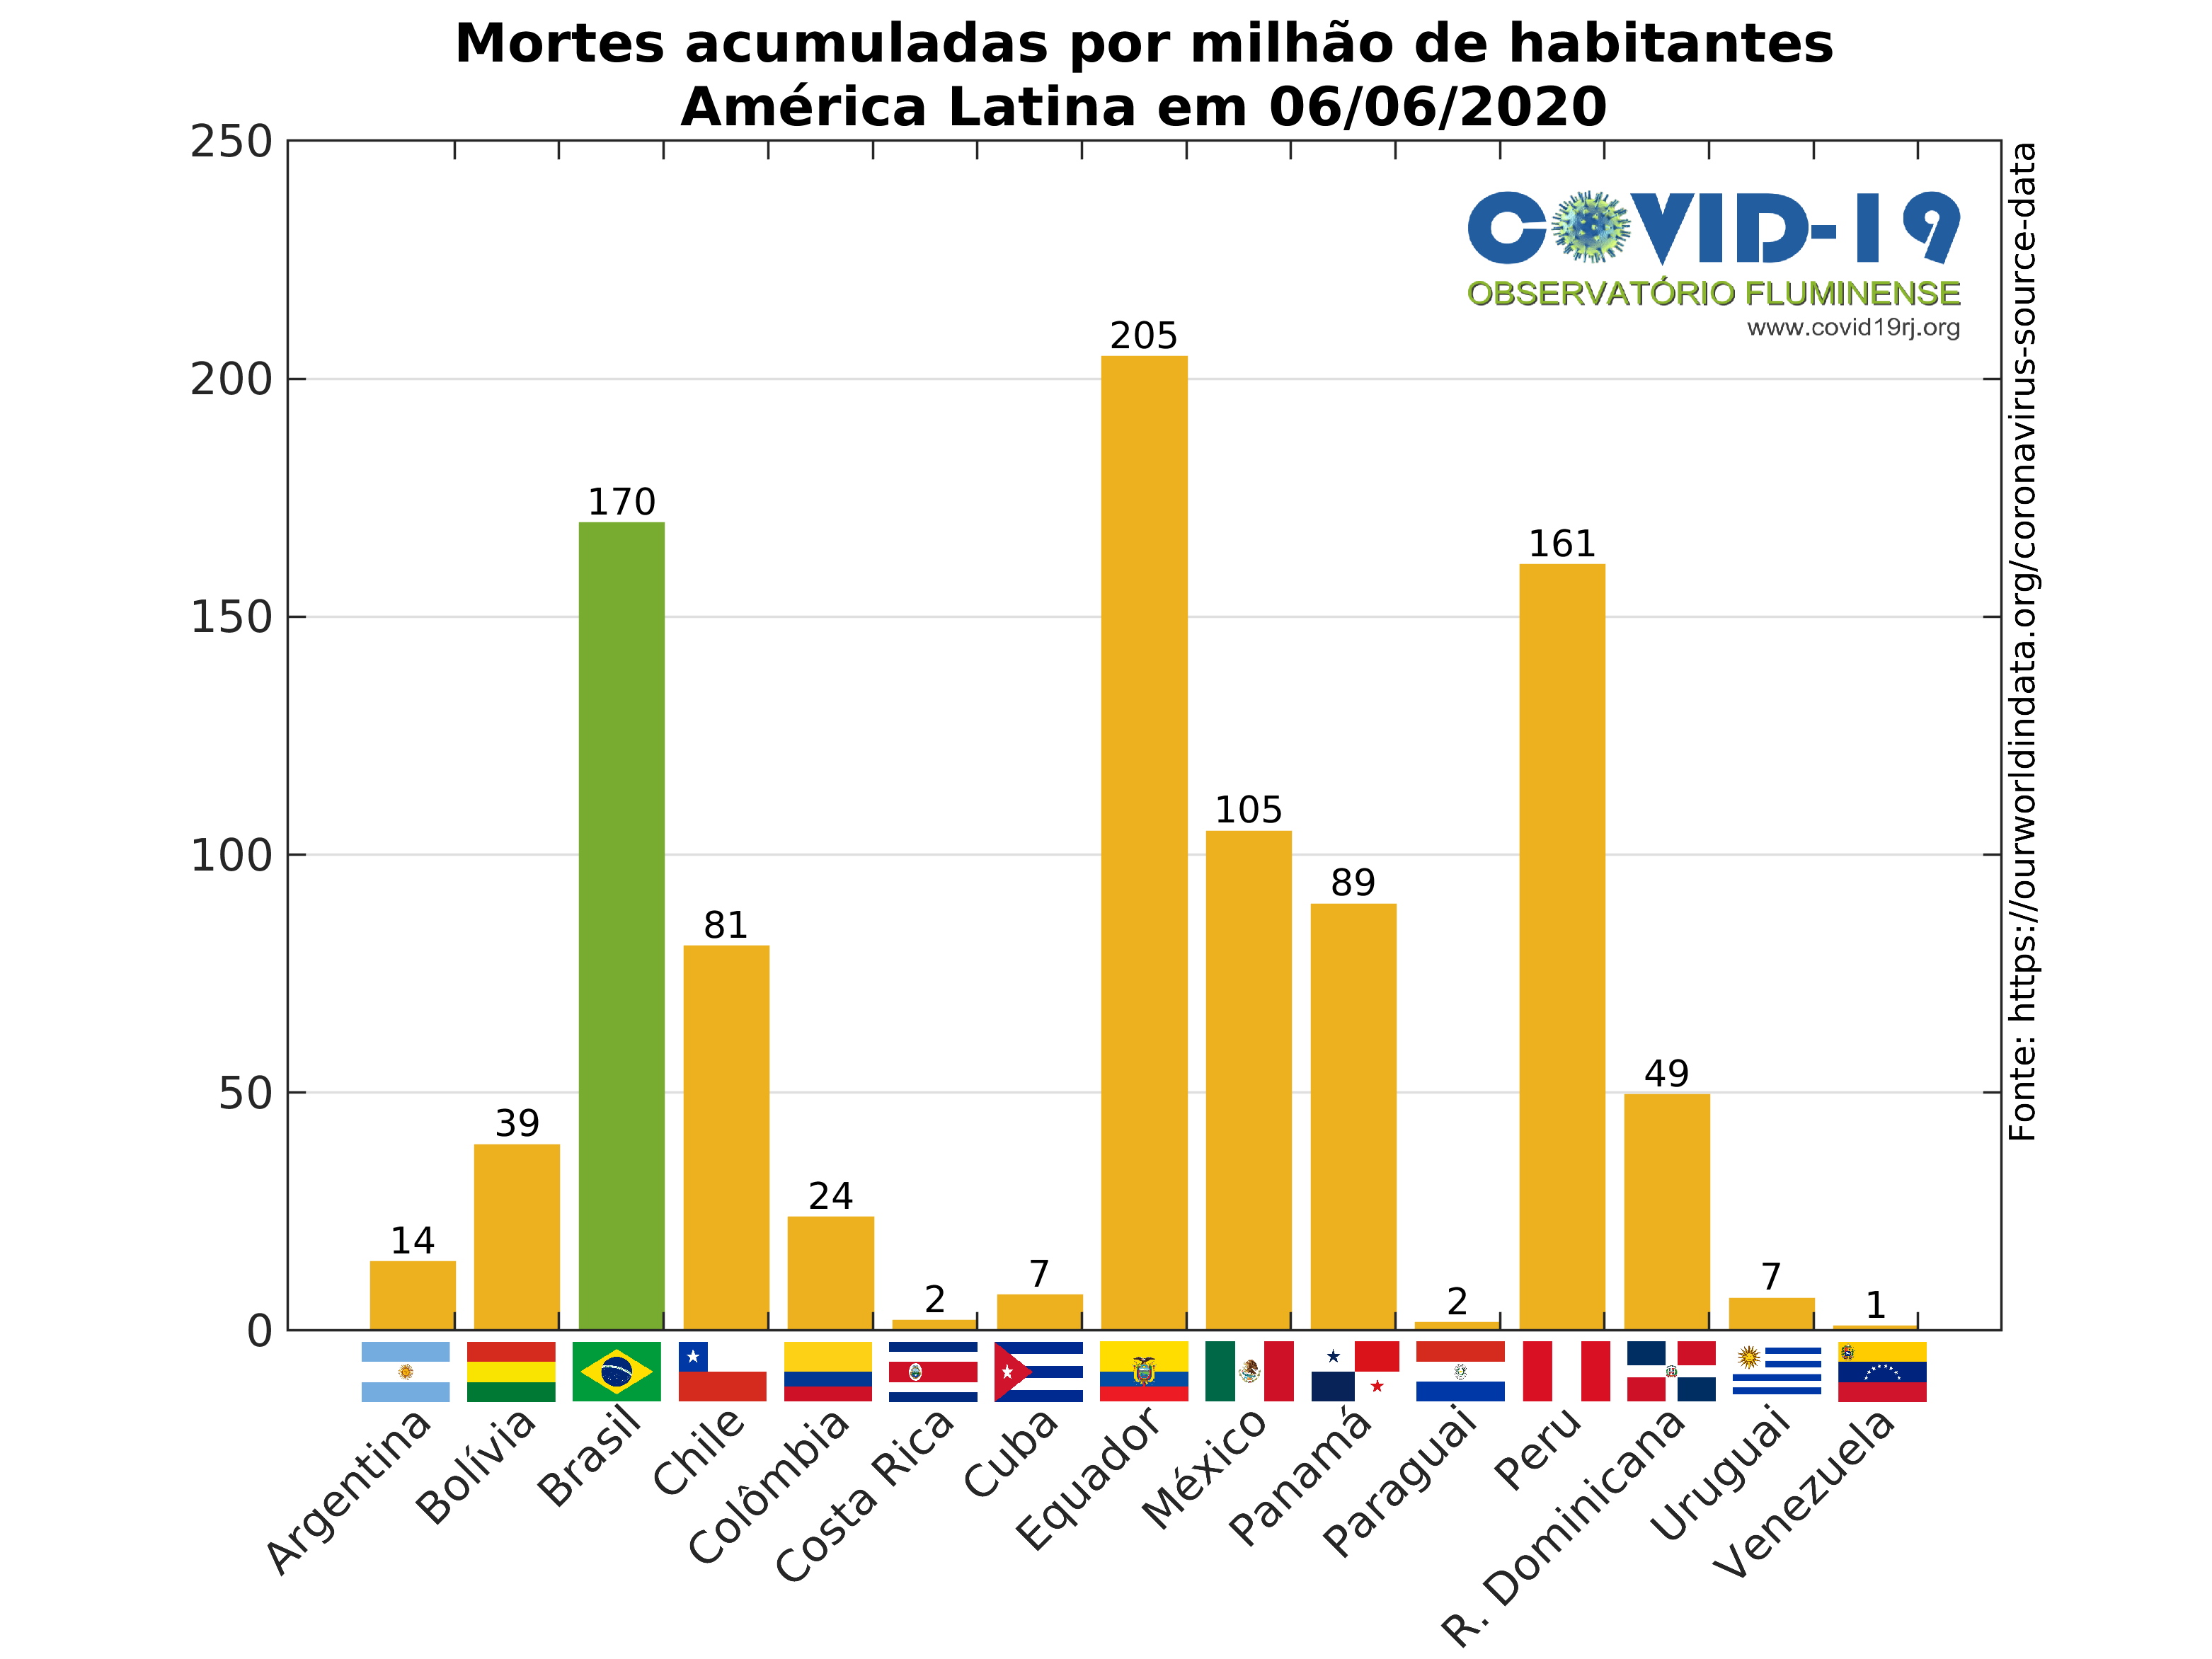 Mortes acumuladas por milhão de habitantes
América Latina em 06/06/2020
250
200
150
100
50
0
COVID-19
OBSERVATÓRIO FLUMINENSE
www.covid19rj.org
Fonte: https://ourworldindata.org/coronavirus-source-data
14
39
170
81
24
2
7
205
105
89
2
161
49
7
1
Argentina
Bolívia
Brasil
Chile
Colômbia
Costa Rica
Cuba
Equador
México
Panamá
Paraguai
Peru
R. Dominicana
Uruguai
Venezuela